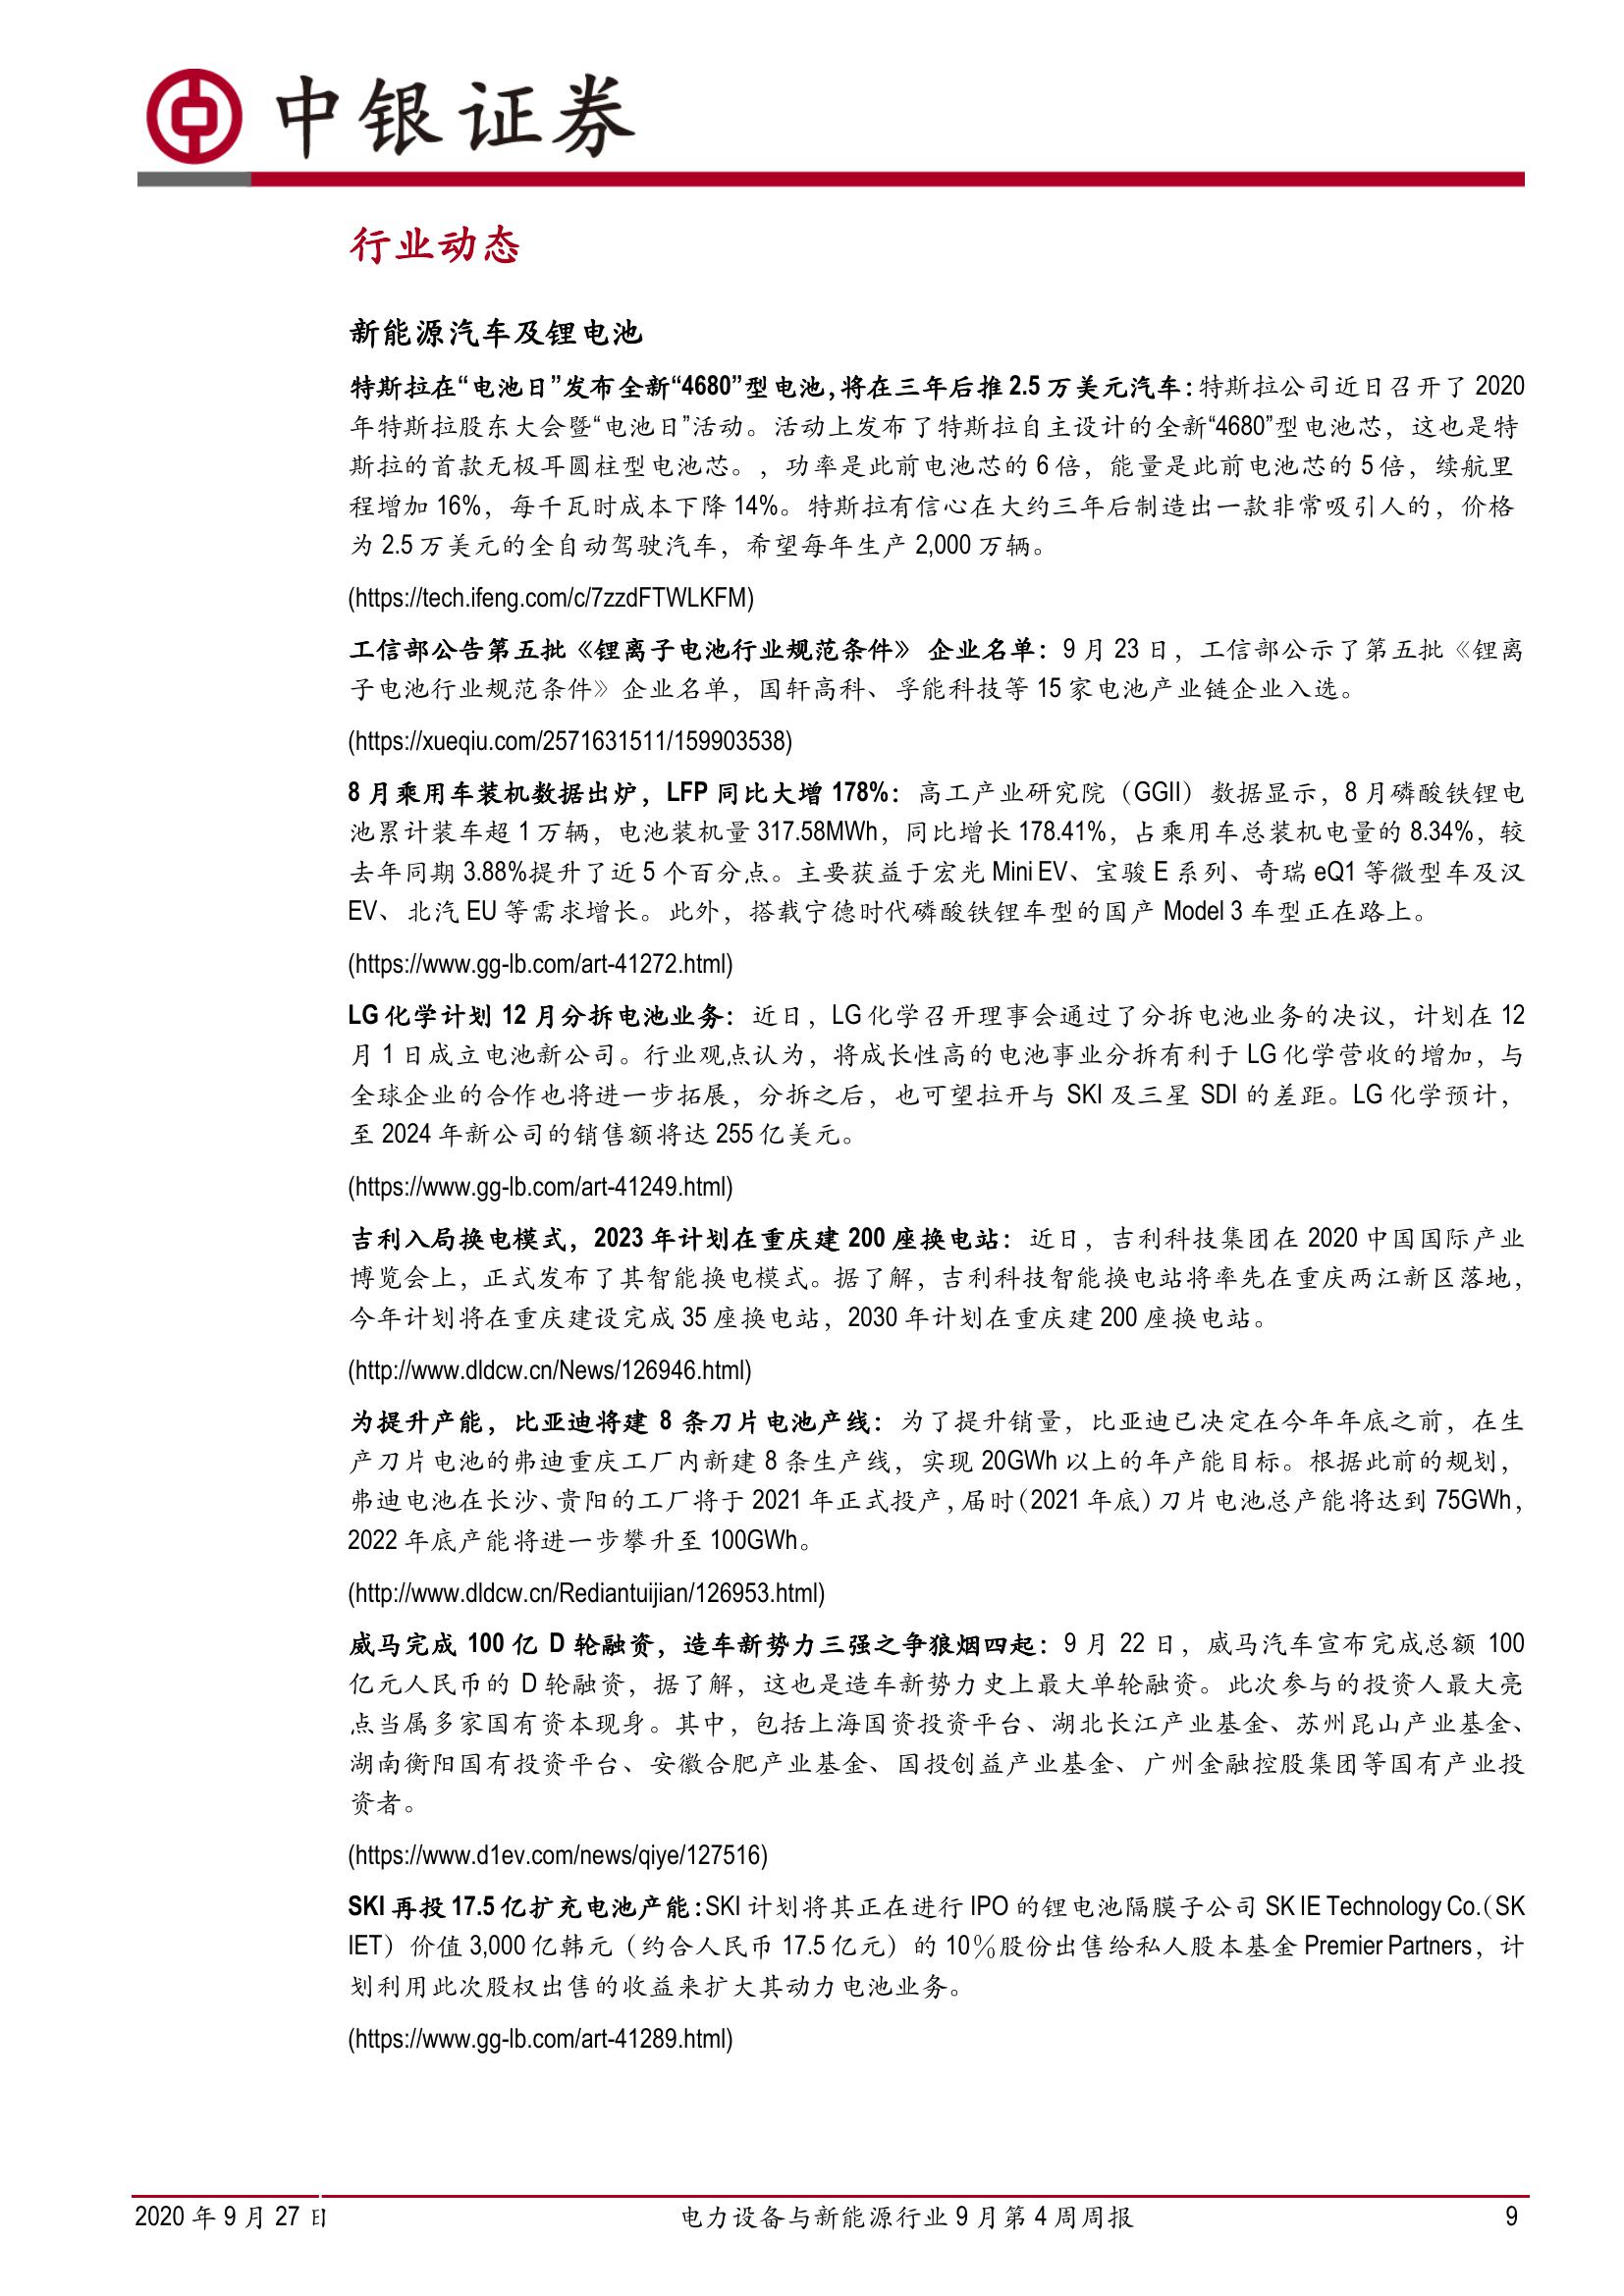 中银证券
行业动态
新能源汽车及锂电池
特斯拉在“电池日”发布全新“4680”型电池，将在三年后推 2.5 万美元汽车：特斯拉公司近日召开了 2020
年特斯拉股东大会暨“电池日”活动。活动上发布了特斯拉自主设计的全新“4680”型电池芯，这也是特
斯拉的首款无极耳圆柱型电池芯。，功率是此前电池芯的 6 倍，能量是此前电池芯的 5 倍，续航里
程增加 16%，每千瓦时成本下降 14%。特斯拉有信心在大约三年后制造出一款非常吸引人的，价格
为 2.5 万美元的全自动驾驶汽车，希望每年生产 2,000 万辆。
(https://tech.ifeng.com/c/7zzdFTWLKFM)
工信部公告第五批《锂离子电池行业规范条件》 企业名单：9 月 23 日，工信部公示了第五批《锂离
子电池行业规范条件》企业名单，国轩高科、孚能科技等 15 家电池产业链企业入选。
(https://xueqiu.com/2571631511/159903538)
8 月乘用车装机数据出炉，LFP 同比大增 178%：高工产业研究院（GGII）数据显示，8 月磷酸铁锂电
池累计装车超 1 万辆，电池装机量 317.58MWh，同比增长 178.41%，占乘用车总装机电量的 8.34%，较
去年同期 3.88%提升了近 5 个百分点。主要获益于宏光 Mini EV、宝骏 E 系列、奇瑞 eQ1 等微型车及汉
EV、北汽 EU 等需求增长。此外，搭载宁德时代磷酸铁锂车型的国产 Model 3 车型正在路上。
(https://www.gg-lb.com/art-41272.html)
LG 化学计划 12 月分拆电池业务：近日，LG 化学召开理事会通过了分拆电池业务的决议，计划在 12
月 1 日成立电池新公司。行业观点认为，将成长性高的电池事业分拆有利于 LG 化学营收的增加，与
全球企业的合作也将进一步拓展，分拆之后，也可望拉开与 SKI 及三星 SDI 的差距。LG 化学预计，
至 2024 年新公司的销售额将达 255 亿美元。
(https://www.gg-lb.com/art-41249.html)
吉利入局换电模式，2023 年计划在重庆建 200 座换电站：近日，吉利科技集团在 2020 中国国际产业
博览会上，正式发布了其智能换电模式。据了解，吉利科技智能换电站将率先在重庆两江新区落地，
今年计划将在重庆建设完成 35 座换电站，2030 年计划在重庆建 200 座换电站。
(http://www.dldcw.cn/News/126946.html)
为提升产能，比亚迪将建 8 条刀片电池产线：为了提升销量，比亚迪已决定在今年年底之前，在生
产刀片电池的弗迪重庆工厂内新建 8 条生产线，实现 20GWh 以上的年产能目标。根据此前的规划，
弗迪电池在长沙、贵阳的工厂将于 2021 年正式投产，届时（2021 年底）刀片电池总产能将达到 75GWh，
2022 年底产能将进一步攀升至 100GWh。
(http://www.dldcw.cn/Rediantuijian/126953.html)
威马完成 100 亿 D 轮融资，造车新势力三强之争狼烟四起：9 月 22 日，威马汽车宣布完成总额 100
亿元人民币的 D 轮融资，据了解，这也是造车新势力史上最大单轮融资。此次参与的投资人最大亮
点当属多家国有资本现身。其中，包括上海国资投资平台、湖北长江产业基金、苏州昆山产业基金、
湖南衡阳国有投资平台、安徽合肥产业基金、国投创益产业基金、广州金融控股集团等国有产业投
资者。
(https://www.d1ev.com/news/qiye/127516)
SKI 再投 17.5 亿扩充电池产能：SKI 计划将其正在进行 IPO 的锂电池隔膜子公司 SK IE Technology Co.（SK
IET）价值 3,000 亿韩元（约合人民币 17.5 亿元）的 10％股份出售给私人股本基金 Premier Partners，计
划利用此次股权出售的收益来扩大其动力电池业务。
(https://www.gg-lb.com/art-41289.html)
2020 年 9 月 27 日 电力设备与新能源行业 9 月第 4 周周报 9